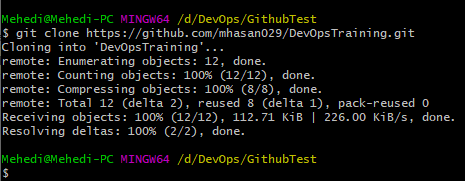 Mehedi@Mehedi-PC MINGW64 /d/DevOps/GithubTest
$ git clone https://github.com/mhasan029/DevOpsTraining.git
Cloning into 'DevOpsTraining'...
remote: Enumerating objects: 12, done.
remote: Counting objects: 100% (12/12), done.
remote: Compressing objects: 100% (8/8), done.
remote: Total 12 (delta 2), reused 8 (delta 1), pack-reused 0
Receiving objects: 100% (12/12), 112.71 KiB | 226.00 KiB/s, done.
Resolving deltas: 100% (2/2), done.
Mehedi@Mehedi-PC MINGW64 /d/DevOps/GithubTest
$